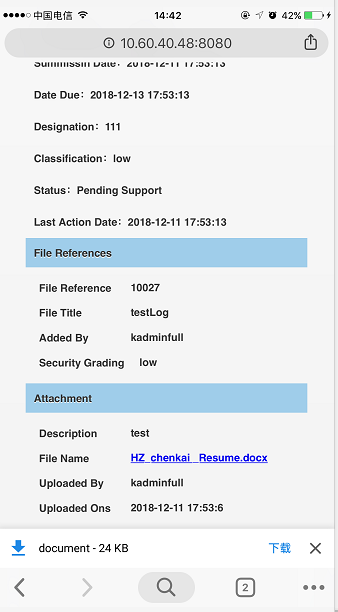 中国电信 14:42 42%
10.60.40.48:8080
Summissin Date：2018-12-11 17:53:13
Date Due：2018-12-13 17:53:13
Designation：111
Classification：low
Status：Pending Support
Last Action Date：2018-12-11 17:53:13
File References
File Reference 10027
File Title testLog
Added By kadminfull
Security Grading low
Attachment
Description test
File Name HZ_chenkai_ Resume.docx
Uploaded By kadminfull
Uploaded Ons 2018-12-11 17:53:6
document - 24 KB 下载
2